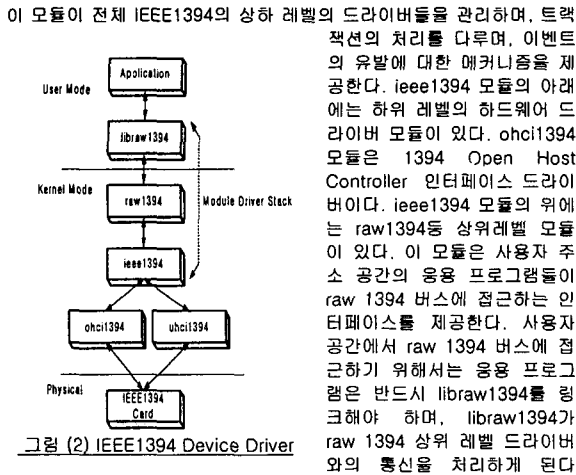 이 모듈이 전체 IEEE1394의 상하 레벨의 드라이버들을 관리하며, 트랙
잭션의 처리를 다루며, 이벤트
의 유발에 대한 메커니즘을 제
공한다. ieee1394 모듈의 아래
에는 하위 레벨의 하드웨어 드
라이버 모듈이 있다. ohci1394
모듈은 1394 Open Host
Controller 인터페이스 드라이
버이다. ieee1394 모듈의 위에
는 raw1394등 상위레벨 모듈
이 있다. 이 모듈은 사용자 주
소 공간의 응용 프로그램들이
raw 1394 버스에 접근하는 인
터페이스를 제공한다. 사용자
공간에서 raw 1394 버스에 접
근하기 위해서는 응용 프로그
램은 반드시 libraw1394를 링
크해야 하며, libraw1394가
raw 1394 상위 레벨 드라이버
와의 통신을 처리하게 된다
User Mode
Application
libraw1394
Kernel Mode
raw1394
Module Driver Stack
ieee1394
ohci1394
uhci1394
Physical
IEEE1394
Card
그림 (2) IEEE1394 Device Driver